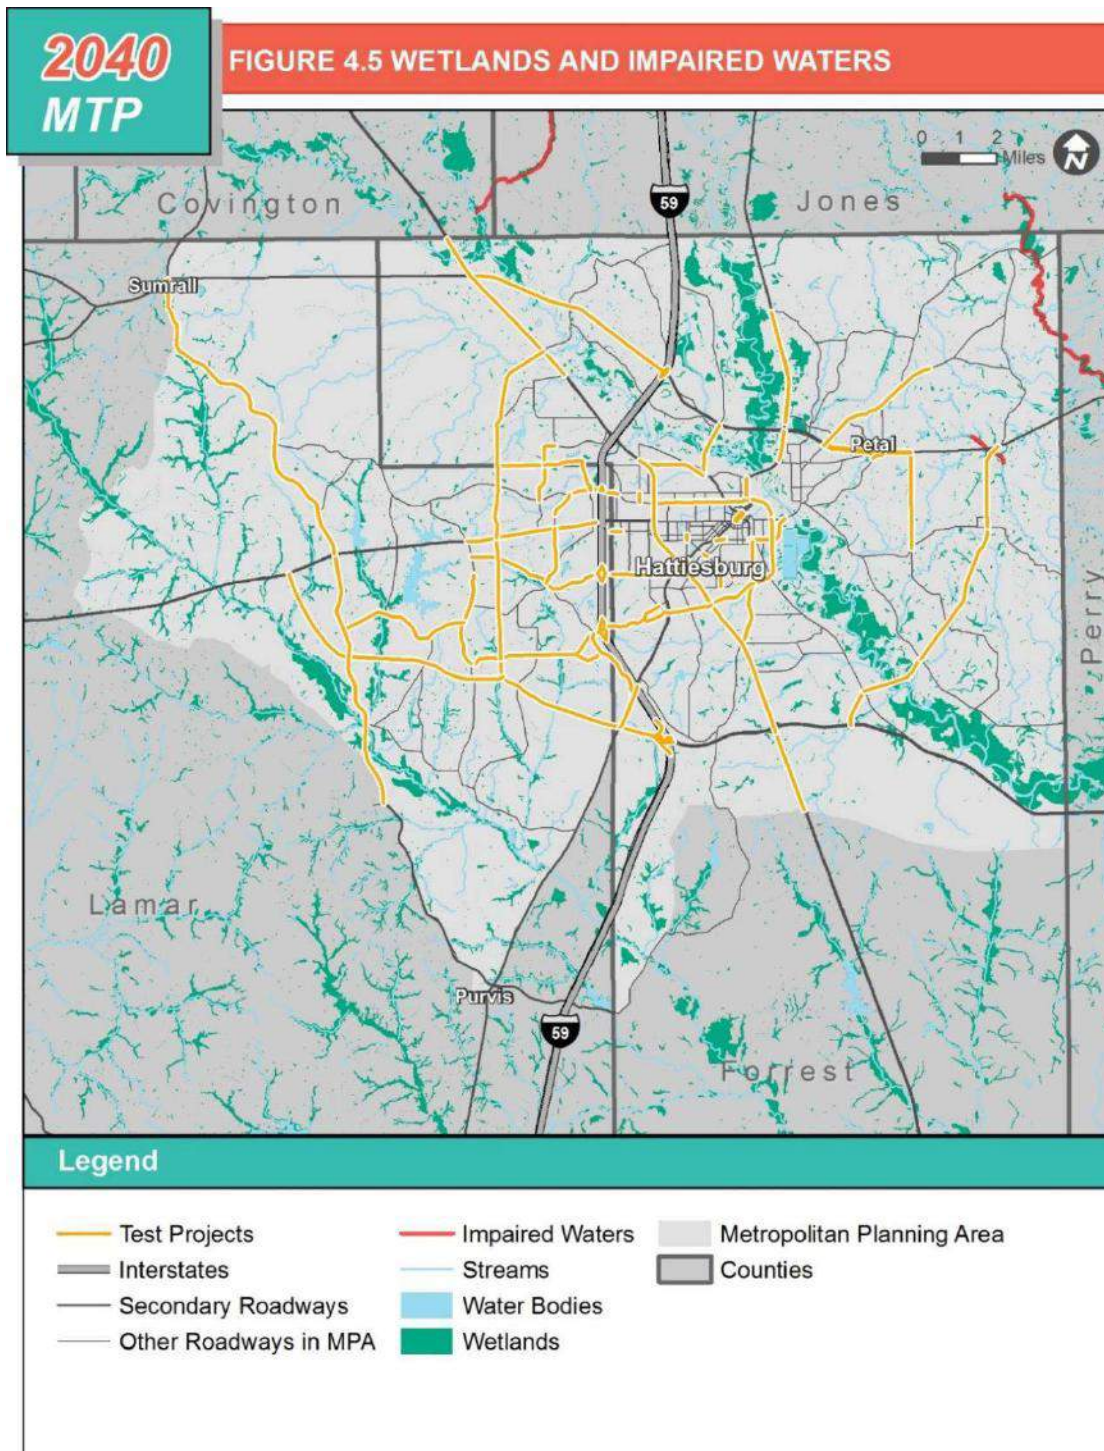 2040
MTP
FIGURE 4.5 WETLANDS AND IMPAIRED WATERS
0 1 2
Miles
N
Covington
59
Jones
Sumrall
Petal
Hattiesburg
Perry
Lamar
Purvis
59
Forrest
Legend
Test Projects
Interstates
Secondary Roadways
Other Roadways in MPA
Impaired Waters
Streams
Water Bodies
Wetlands
Metropolitan Planning Area
Counties